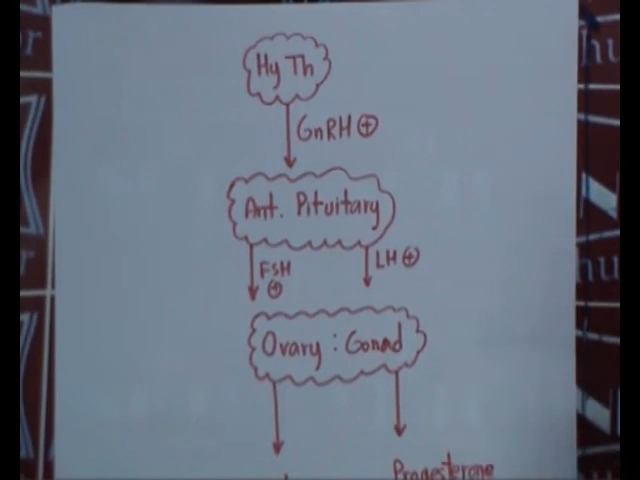 Hy Th
GnRH ⊕
Ant. Pituitary
FSH ⊕
LH ⊕
Ovary : Gonad
Progesterone